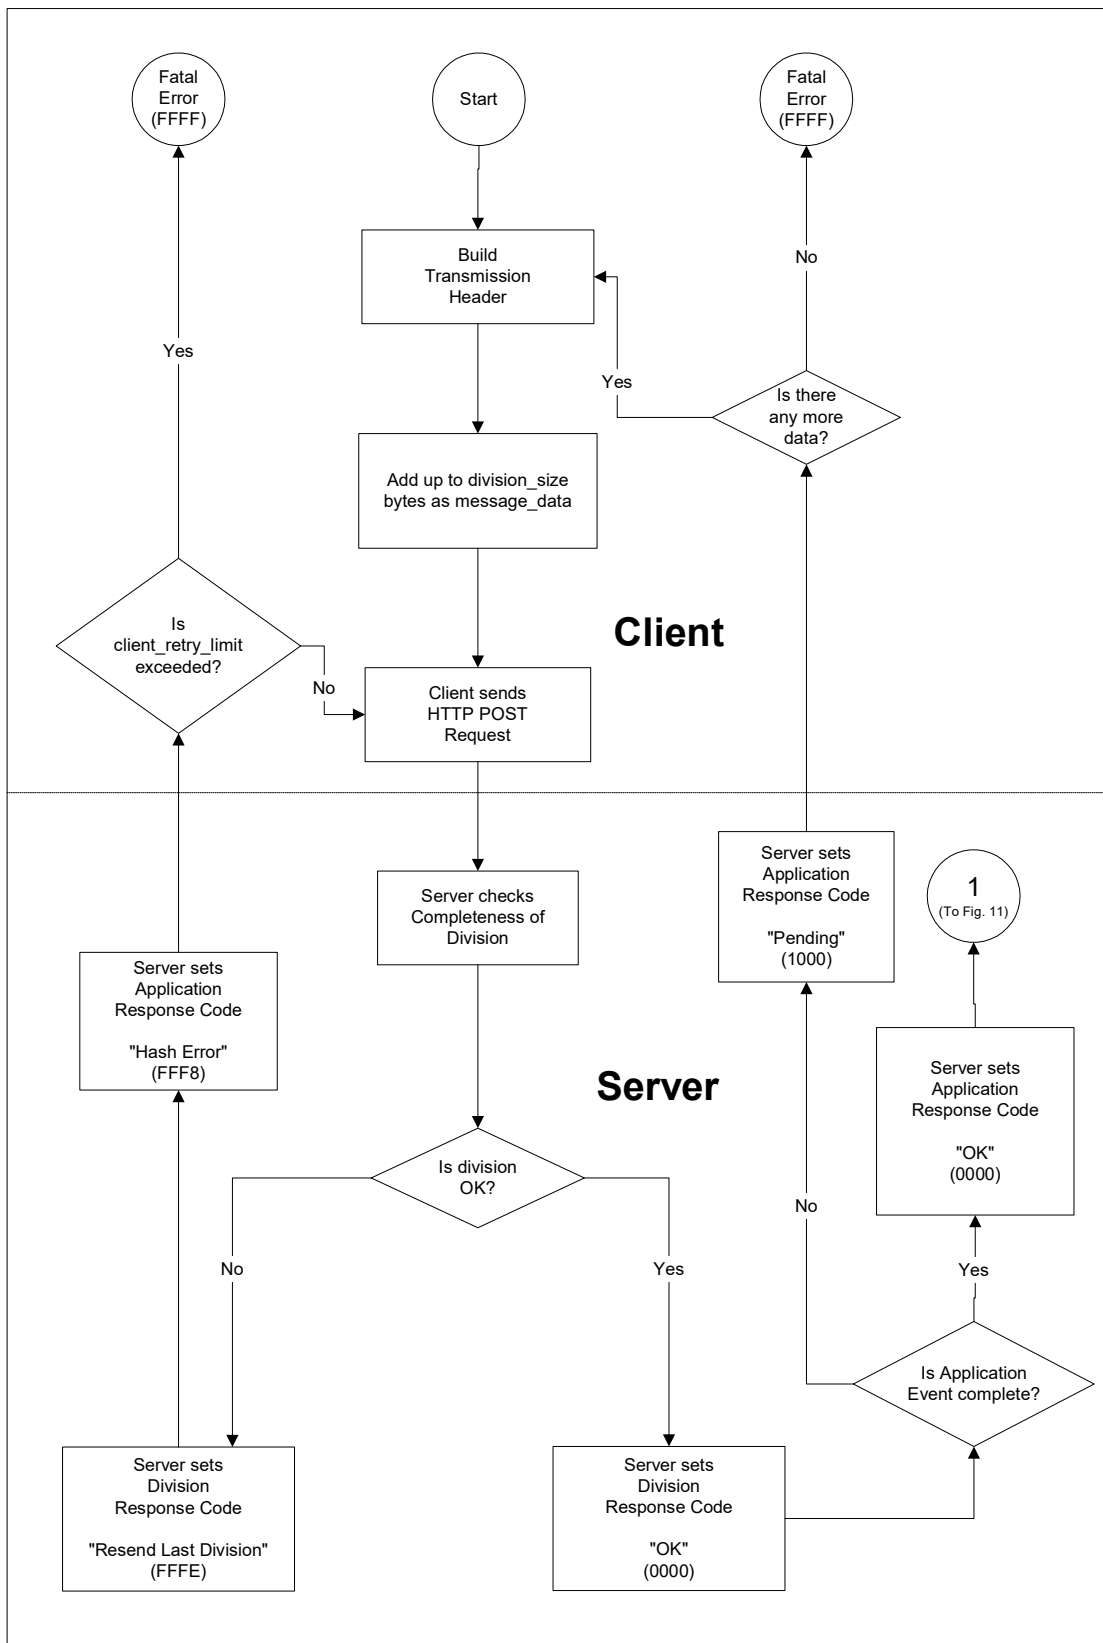 Fatal
Error
(FFFF)
Start
Fatal
Error
(FFFF)
Build
Transmission
Header
No
Yes
Yes
Is there
any more
data?
Add up to division_size
bytes as message_data
Is
client_retry_limit
exceeded?
Client
No
Client sends
HTTP POST
Request
Server sets
Application
Response Code
"Pending"
(1000)
1
(To Fig. 11)
Server checks
Completeness of
Division
Server sets
Application
Response Code
"Hash Error"
(FFF8)
Server
Server sets
Application
Response Code
"OK"
(0000)
Is division
OK?
No
No
Yes
Yes
Is Application
Event complete?
Server sets
Division
Response Code
"Resend Last Division"
(FFFE)
Server sets
Division
Response Code
"OK"
(0000)